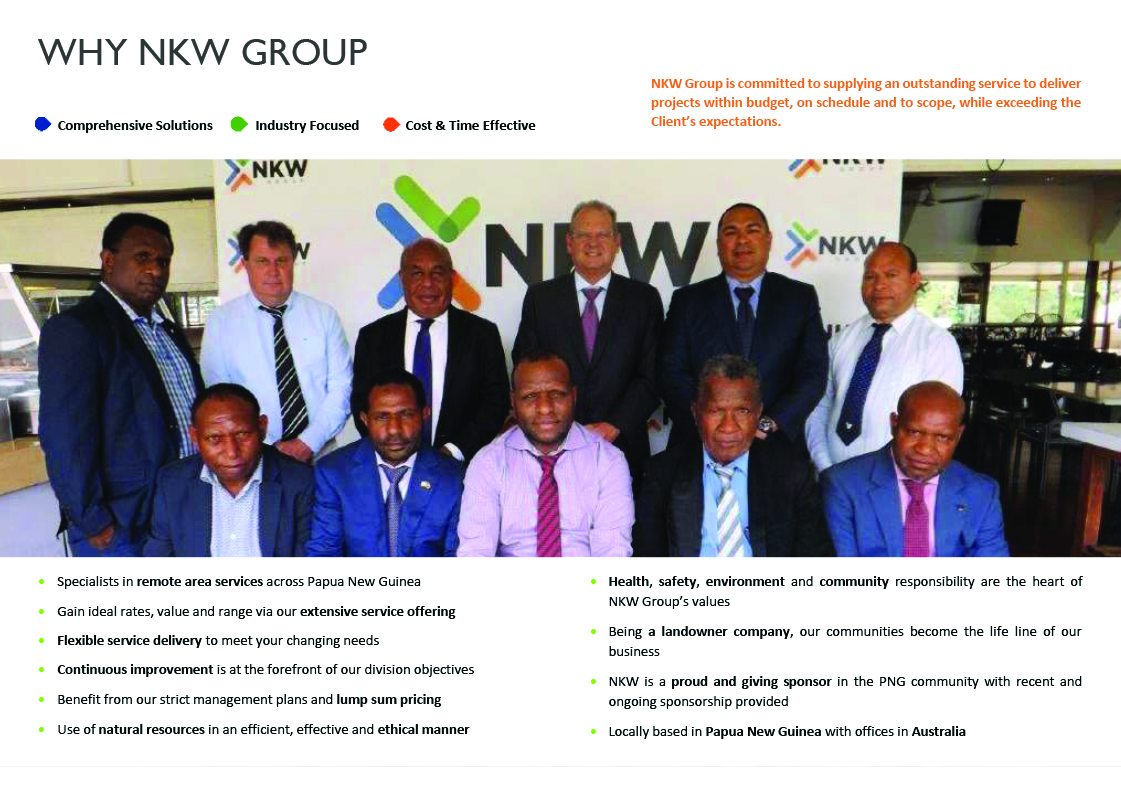 WHY NKW GROUP
NKW Group is committed to supplying an outstanding service to deliver
projects within budget, on schedule and to scope, while exceeding the
Client's expectations.
Comprehensive Solutions
Industry Focused
Cost & Time Effective
NKW
GROUP
NKW
GROUP
NKW
NKW
GROUP
• Specialists in remote area services across Papua New Guinea
• Gain ideal rates, value and range via our extensive service offering
• Flexible service delivery to meet your changing needs
• Continuous improvement is at the forefront of our division objectives
• Benefit from our strict management plans and lump sum pricing
• Use of natural resources in an efficient, effective and ethical manner
• Health, safety, environment and community responsibility are the heart of
NKW Group's values
• Being a landowner company, our communities become the life line of our
business
• NKW is a proud and giving sponsor in the PNG community with recent and
ongoing sponsorship provided
• Locally based in Papua New Guinea with offices in Australia